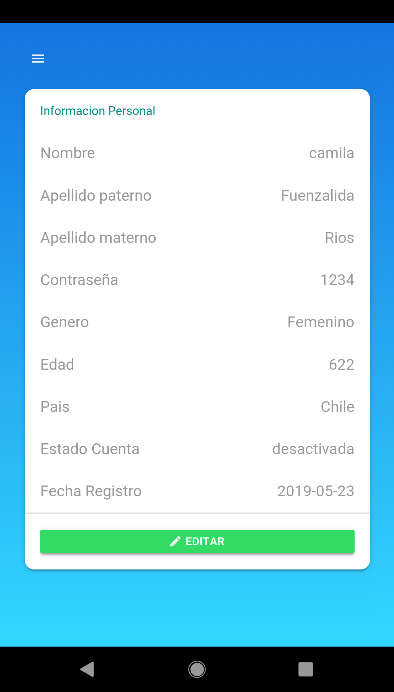 Informacion Personal
Nombre camila
Apellido paterno Fuenzalida
Apellido materno Rios
Contraseña 1234
Genero Femenino
Edad 622
Pais Chile
Estado Cuenta desactivada
Fecha Registro 2019-05-23
EDITAR